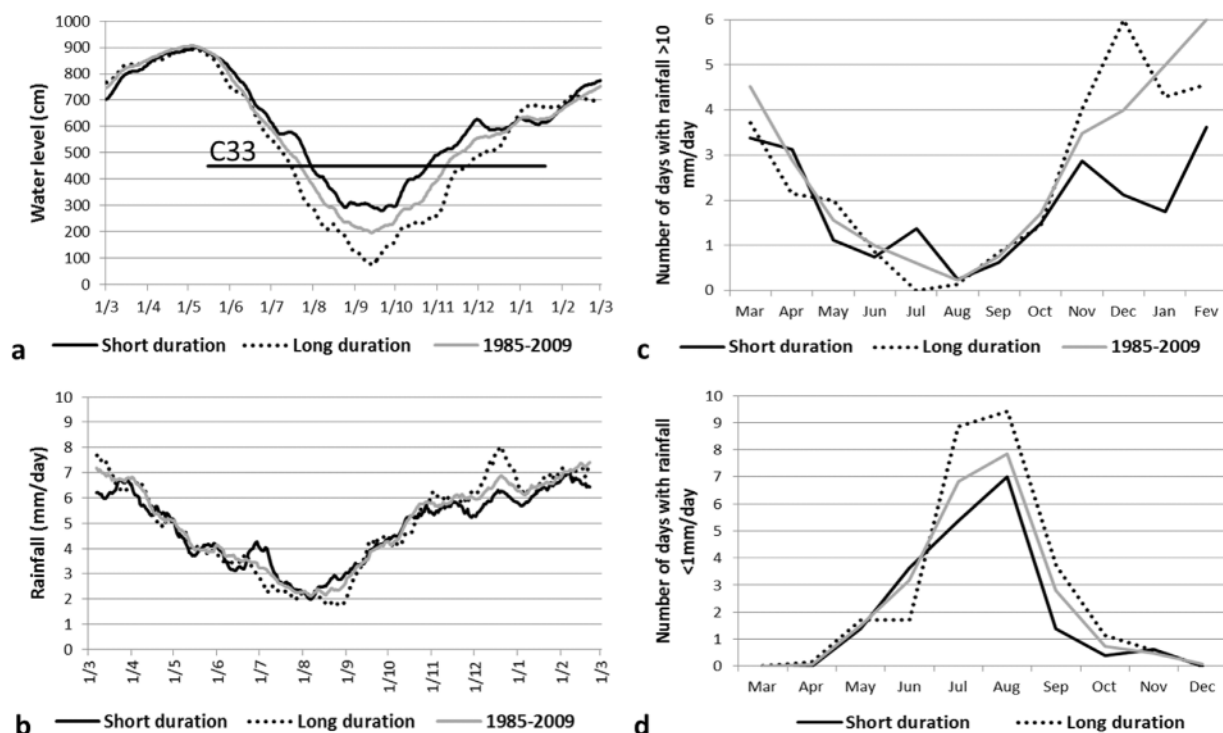 Water level (cm)
1000
900
800
700
600
500
400
300
200
100
0
C33
1/3 1/4 1/5 1/6 1/7 1/8 1/9 1/10 1/11 1/12 1/1 1/2 1/3
a Short duration Long duration 1985-2009
Number of days with rainfall >10
mm/day
6
5
4
3
2
1
0
Mar Apr May Jun Jul Aug Sep Oct Nov Dec Jan Fev
c Short duration Long duration 1985-2009
Rainfall (mm/day)
10
9
8
7
6
5
4
3
2
1
0
1/3 1/4 1/5 1/6 1/7 1/8 1/9 1/10 1/11 1/12 1/1 1/2 1/3
b Short duration Long duration 1985-2009
Number of days with rainfall
<1mm/day
10
9
8
7
6
5
4
3
2
1
0
Mar Apr May Jun Jul Aug Sep Oct Nov Dec
d Short duration Long duration